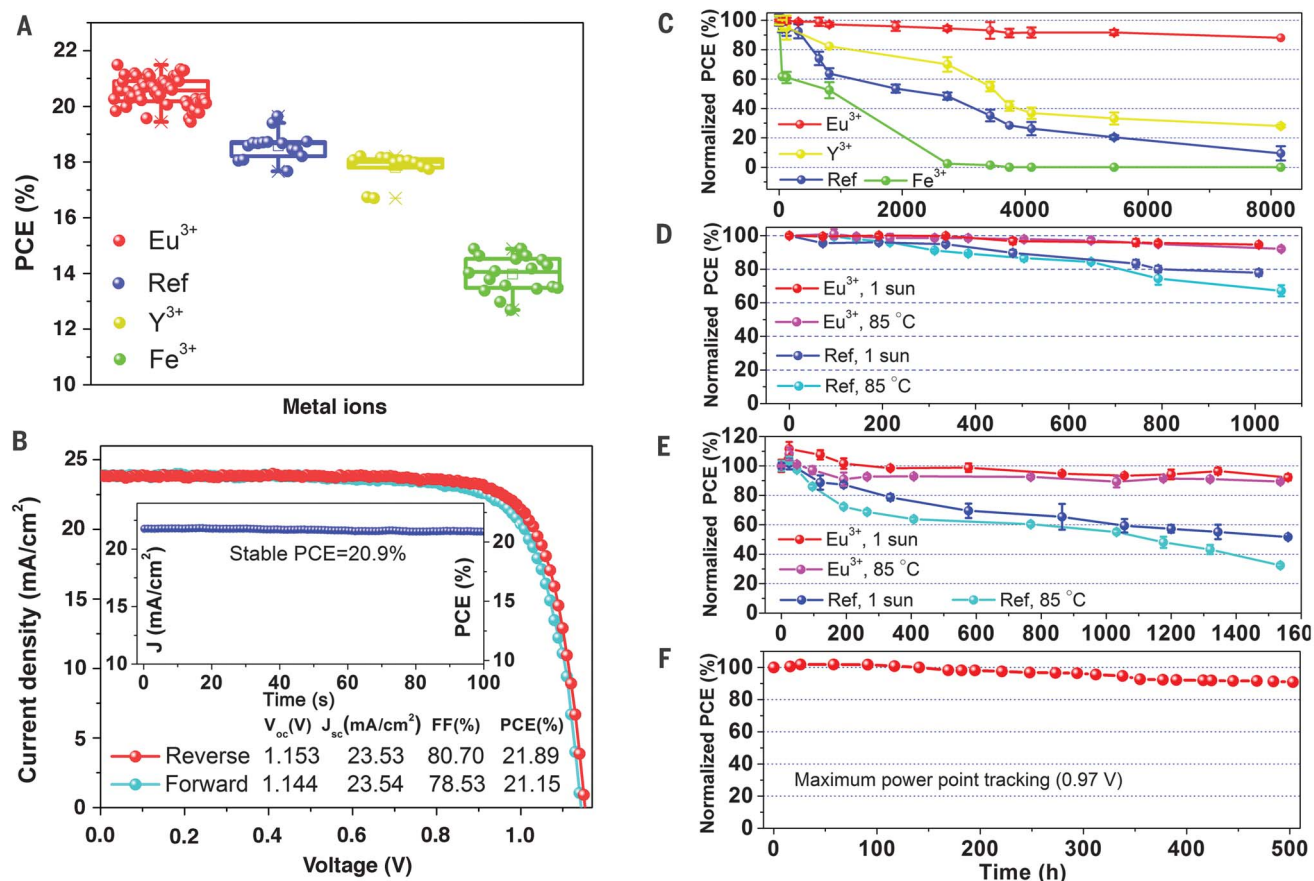 A
PCE (%)
22
20
18
16
14
12
10
Eu³⁺
Ref
Y³⁺
Fe³⁺
Metal ions
B
Current density (mA/cm²)
25
20
15
10
5
0
0.0 0.2 0.4 0.6 0.8 1.0
Voltage (V)
J (mA/cm²)
21
18
15
10
Stable PCE=20.9%
PCE (%)
20
15
10
0 20 40 60 80 100
Time (s)
Voc(V) Jsc(mA/cm²) FF(%) PCE(%)
Reverse 1.153 23.53 80.70 21.89
Forward 1.144 23.54 78.53 21.15
C
Normalized PCE (%)
100
80
60
40
20
0
Eu³⁺
Y³⁺
Ref Fe³⁺
0 2000 4000 6000 8000
D
Normalized PCE (%)
100
80
60
40
20
0
Eu³⁺, 1 sun
Eu³⁺, 85 °C
Ref, 1 sun
Ref, 85 °C
0 200 400 600 800 1000
E
Normalized PCE (%)
120
100
80
60
40
20
0
Eu³⁺, 1 sun
Eu³⁺, 85 °C
Ref, 1 sun Ref, 85 °C
0 200 400 600 800 1000 1200 1400 160
F
Normalized PCE (%)
100
80
60
40
20
0
Maximum power point tracking (0.97 V)
0 100 200 300 400 500
Time (h)